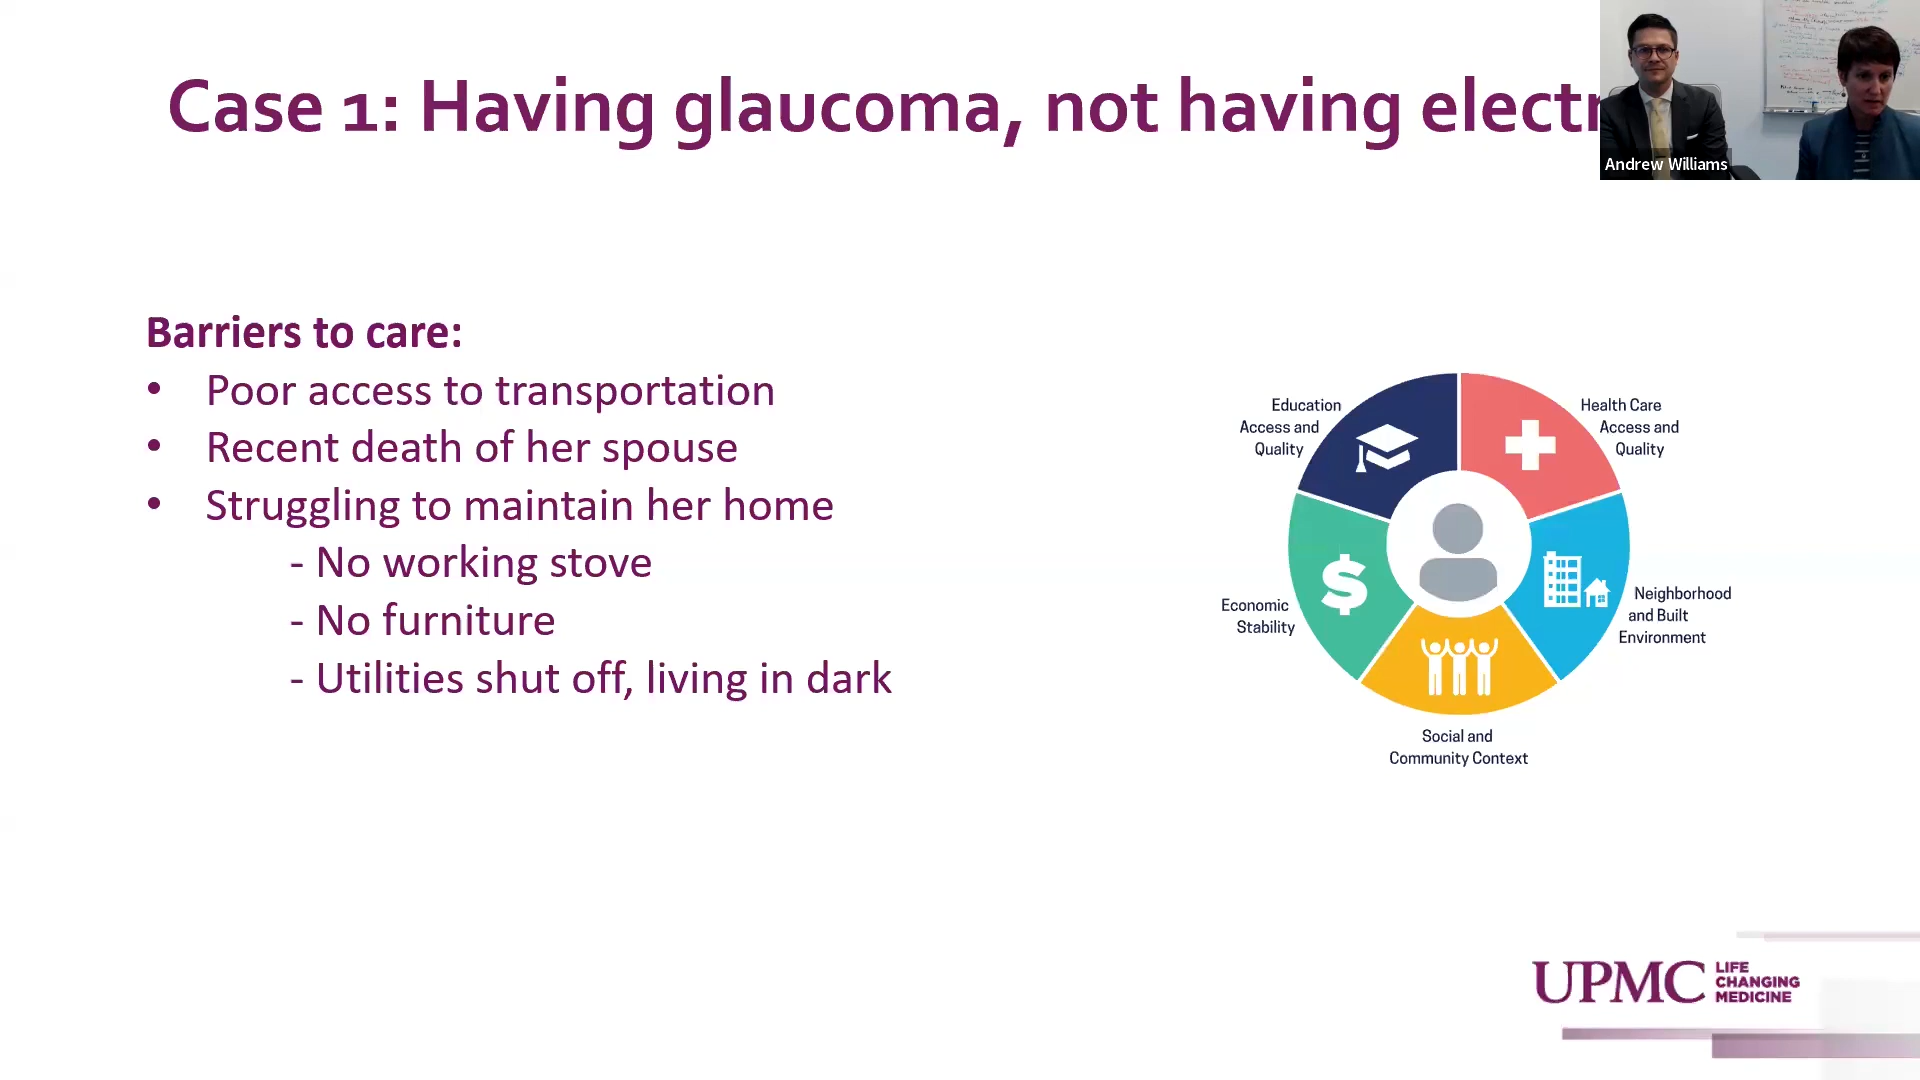 Case 1: Having glaucoma, not having electr
Andrew Williams
Barriers to care:
• Poor access to transportation
• Recent death of her spouse
• Struggling to maintain her home
- No working stove
- No furniture
- Utilities shut off, living in dark
Education
Access and
Quality
Health Care
Access and
Quality
Economic
Stability
Neighborhood
and Built
Environment
Social and
Community Context
UPMC
LIFE
CHANGING
MEDICINE